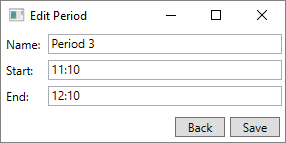 Edit Period
Name: Period 3
Start: 11:10
End: 12:10
Back Save